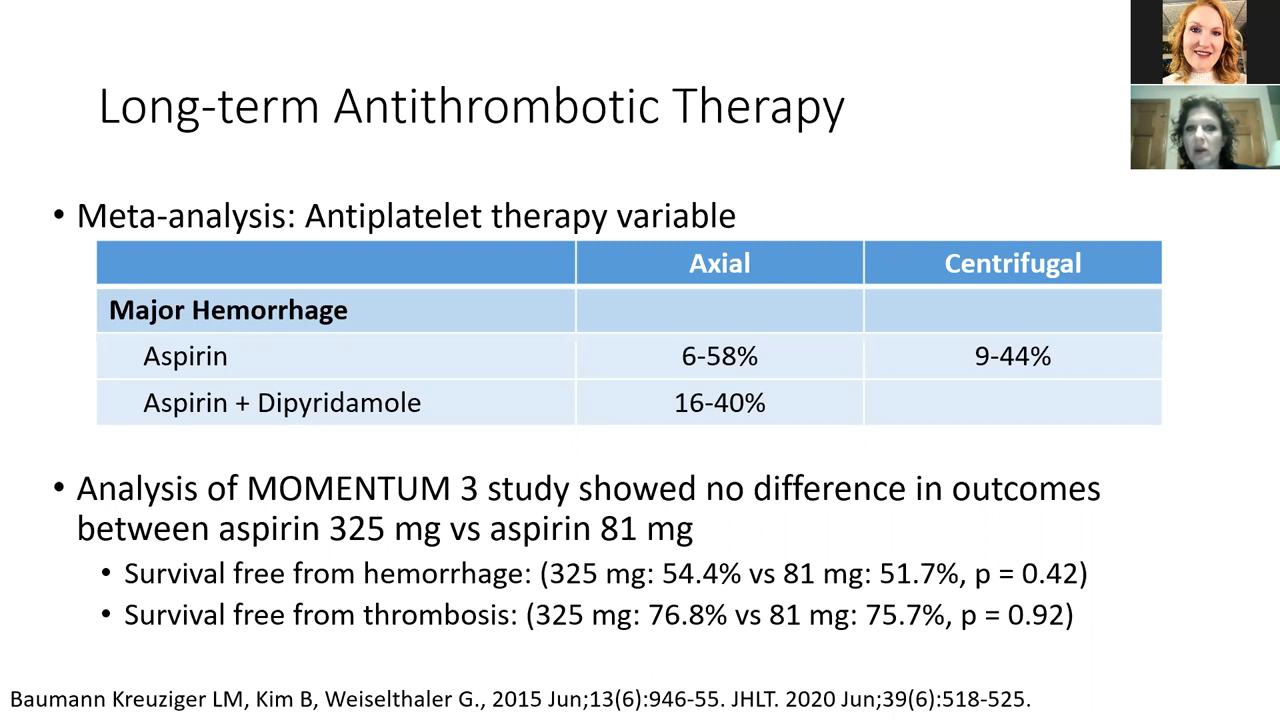 Long-term Antithrombotic Therapy
• Meta-analysis: Antiplatelet therapy variable
Axial Centrifugal
Major Hemorrhage
Aspirin 6-58% 9-44%
Aspirin + Dipyridamole 16-40%
• Analysis of MOMENTUM 3 study showed no difference in outcomes
between aspirin 325 mg vs aspirin 81 mg
• Survival free from hemorrhage: (325 mg: 54.4% vs 81 mg: 51.7%, p = 0.42)
• Survival free from thrombosis: (325 mg: 76.8% vs 81 mg: 75.7%, p = 0.92)
Baumann Kreuziger LM, Kim B, Weiselthaler G., 2015 Jun;13(6):946-55. JHLT. 2020 Jun;39(6):518-525.